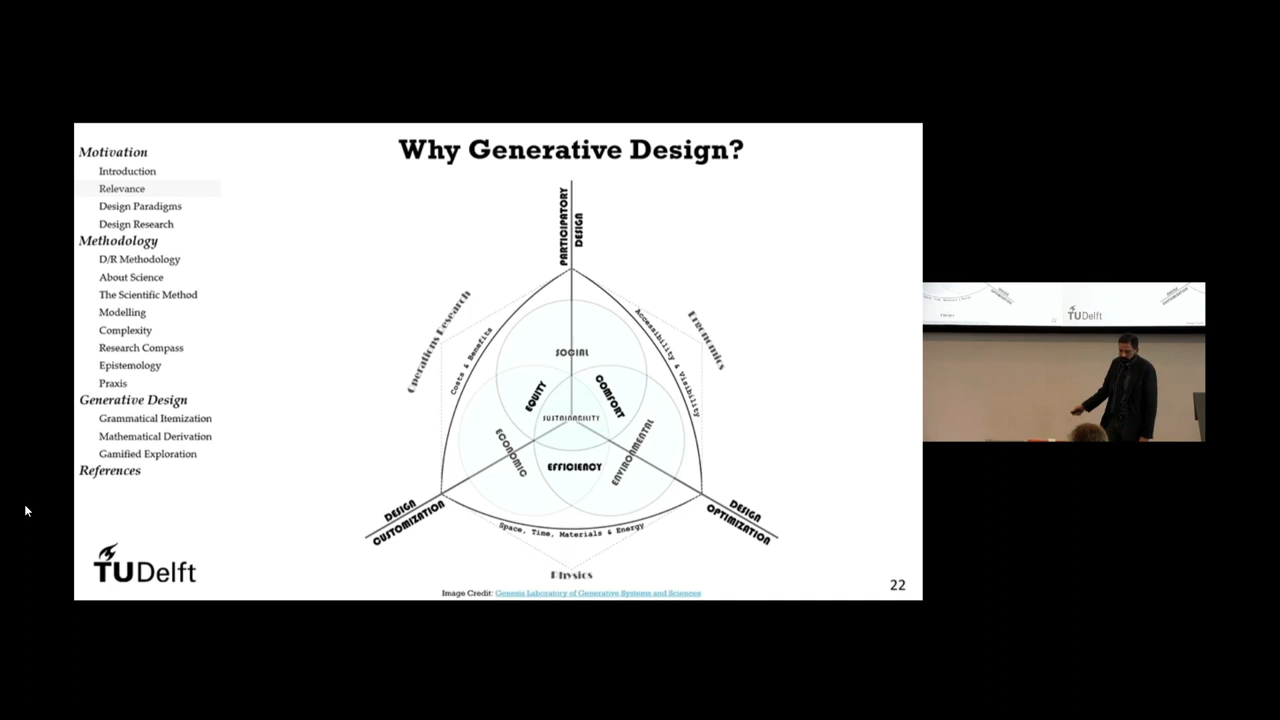 Why Generative Design?
Motivation
Introduction
Relevance
Design Paradigms
Design Research
Methodology
D/R Methodology
About Science
The Scientific Method
Modelling
Complexity
Research Compass
Epistemology
Praxis
Generative Design
Grammatical Itemization
Mathematical Derivation
Gamified Exploration
References
TUDelft
PARTICIPATORY
DESIGN
Operations Research
Costs & Benefits
Accessibility & Visibility
Ergonomics
SOCIAL
EQUITY
COMFORT
SUSTAINABILITY
ECONOMIC
ENVIRONMENTAL
EFFICIENCY
DESIGN
CUSTOMIZATION
DESIGN
OPTIMIZATION
Space, Time, Materials & Energy
Physics
Image Credit: Genesis Laboratory of Generative Systems and Sciences
22
TUDelft